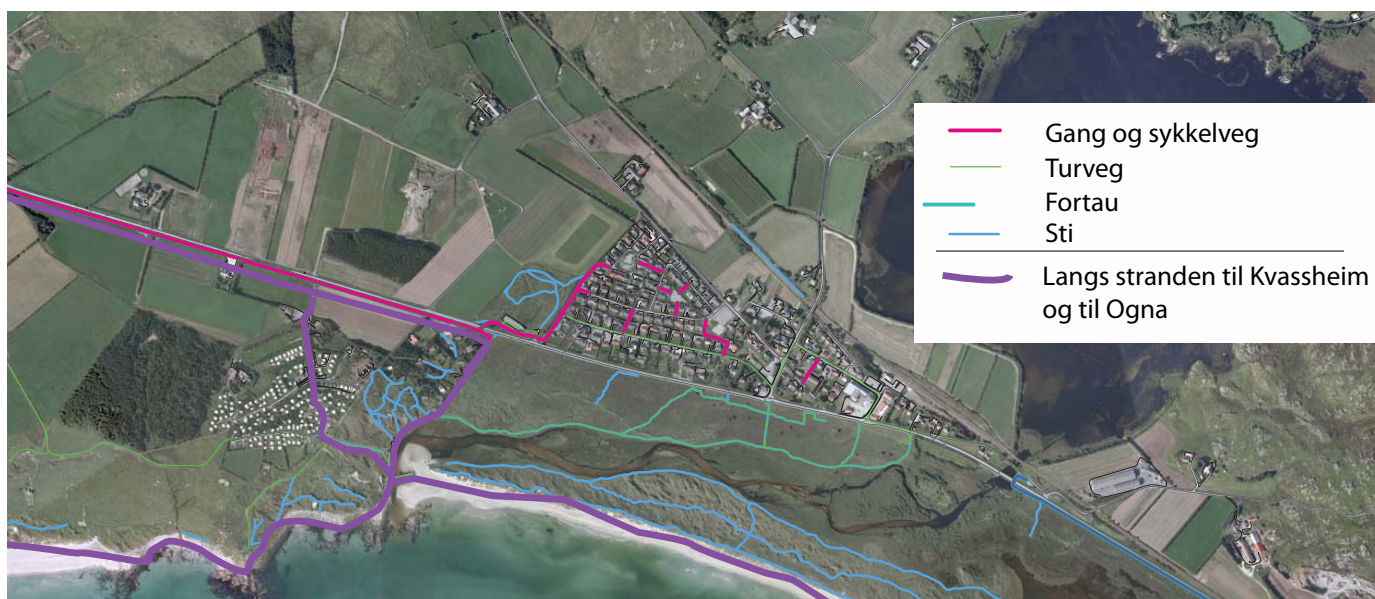 Gang og sykkelveg
Turveg
Fortau
Sti
Langs stranden til Kvassheim
og til Ogna